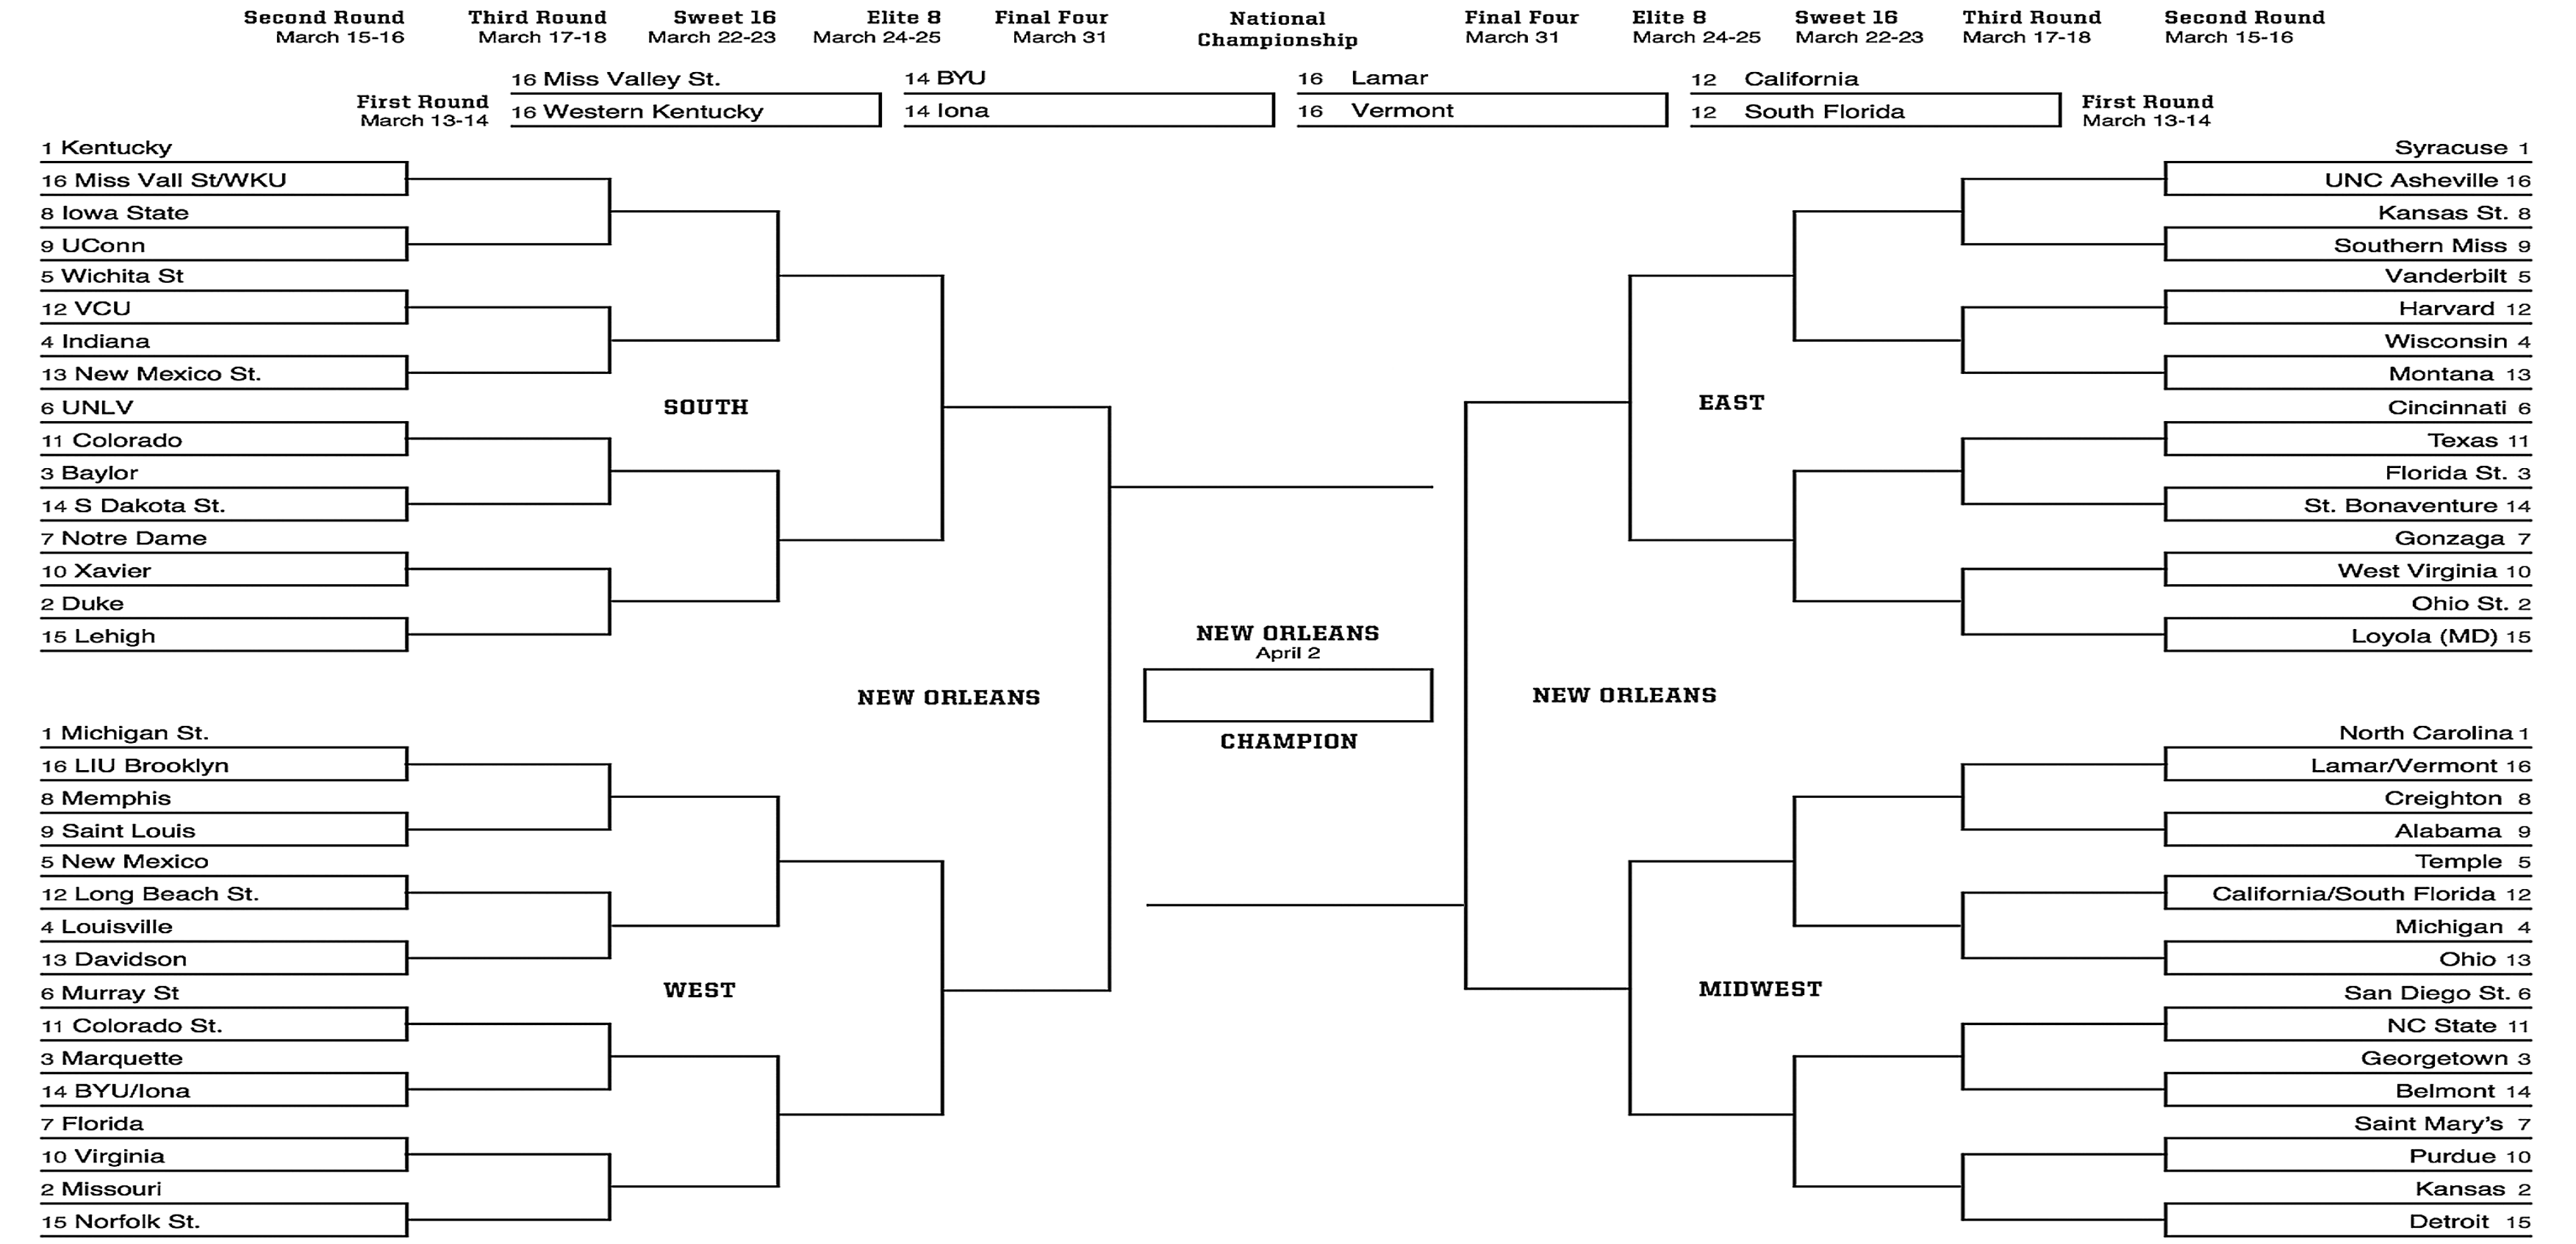 Second Round
March 15-16
Third Round
March 17-18
Sweet 16
March 22-23
Elite 8
March 24-25
Final Four
March 31
National
Championship
Final Four
March 31
Elite 8
March 24-25
Sweet 16
March 22-23
Third Round
March 17-18
Second Round
March 15-16
First Round
March 13-14
16 Miss Valley St.
16 Western Kentucky
14 BYU
14 Iona
16 Lamar
16 Vermont
12 California
12 South Florida
First Round
March 13-14
1 Kentucky
16 Miss Vall St/WKU
8 Iowa State
9 UConn
5 Wichita St
12 VCU
4 Indiana
13 New Mexico St.
6 UNLV
11 Colorado
3 Baylor
14 S Dakota St.
7 Notre Dame
10 Xavier
2 Duke
15 Lehigh
SOUTH
1 Michigan St.
16 LIU Brooklyn
8 Memphis
9 Saint Louis
5 New Mexico
12 Long Beach St.
4 Louisville
13 Davidson
6 Murray St
11 Colorado St.
3 Marquette
14 BYU/Iona
7 Florida
10 Virginia
2 Missouri
15 Norfolk St.
WEST
NEW ORLEANS
NEW ORLEANS
April 2
CHAMPION
NEW ORLEANS
EAST
Syracuse 1
UNC Asheville 16
Kansas St. 8
Southern Miss 9
Vanderbilt 5
Harvard 12
Wisconsin 4
Montana 13
Cincinnati 6
Texas 11
Florida St. 3
St. Bonaventure 14
Gonzaga 7
West Virginia 10
Ohio St. 2
Loyola (MD) 15
MIDWEST
North Carolina 1
Lamar/Vermont 16
Creighton 8
Alabama 9
Temple 5
California/South Florida 12
Michigan 4
Ohio 13
San Diego St. 6
NC State 11
Georgetown 3
Belmont 14
Saint Mary's 7
Purdue 10
Kansas 2
Detroit 15